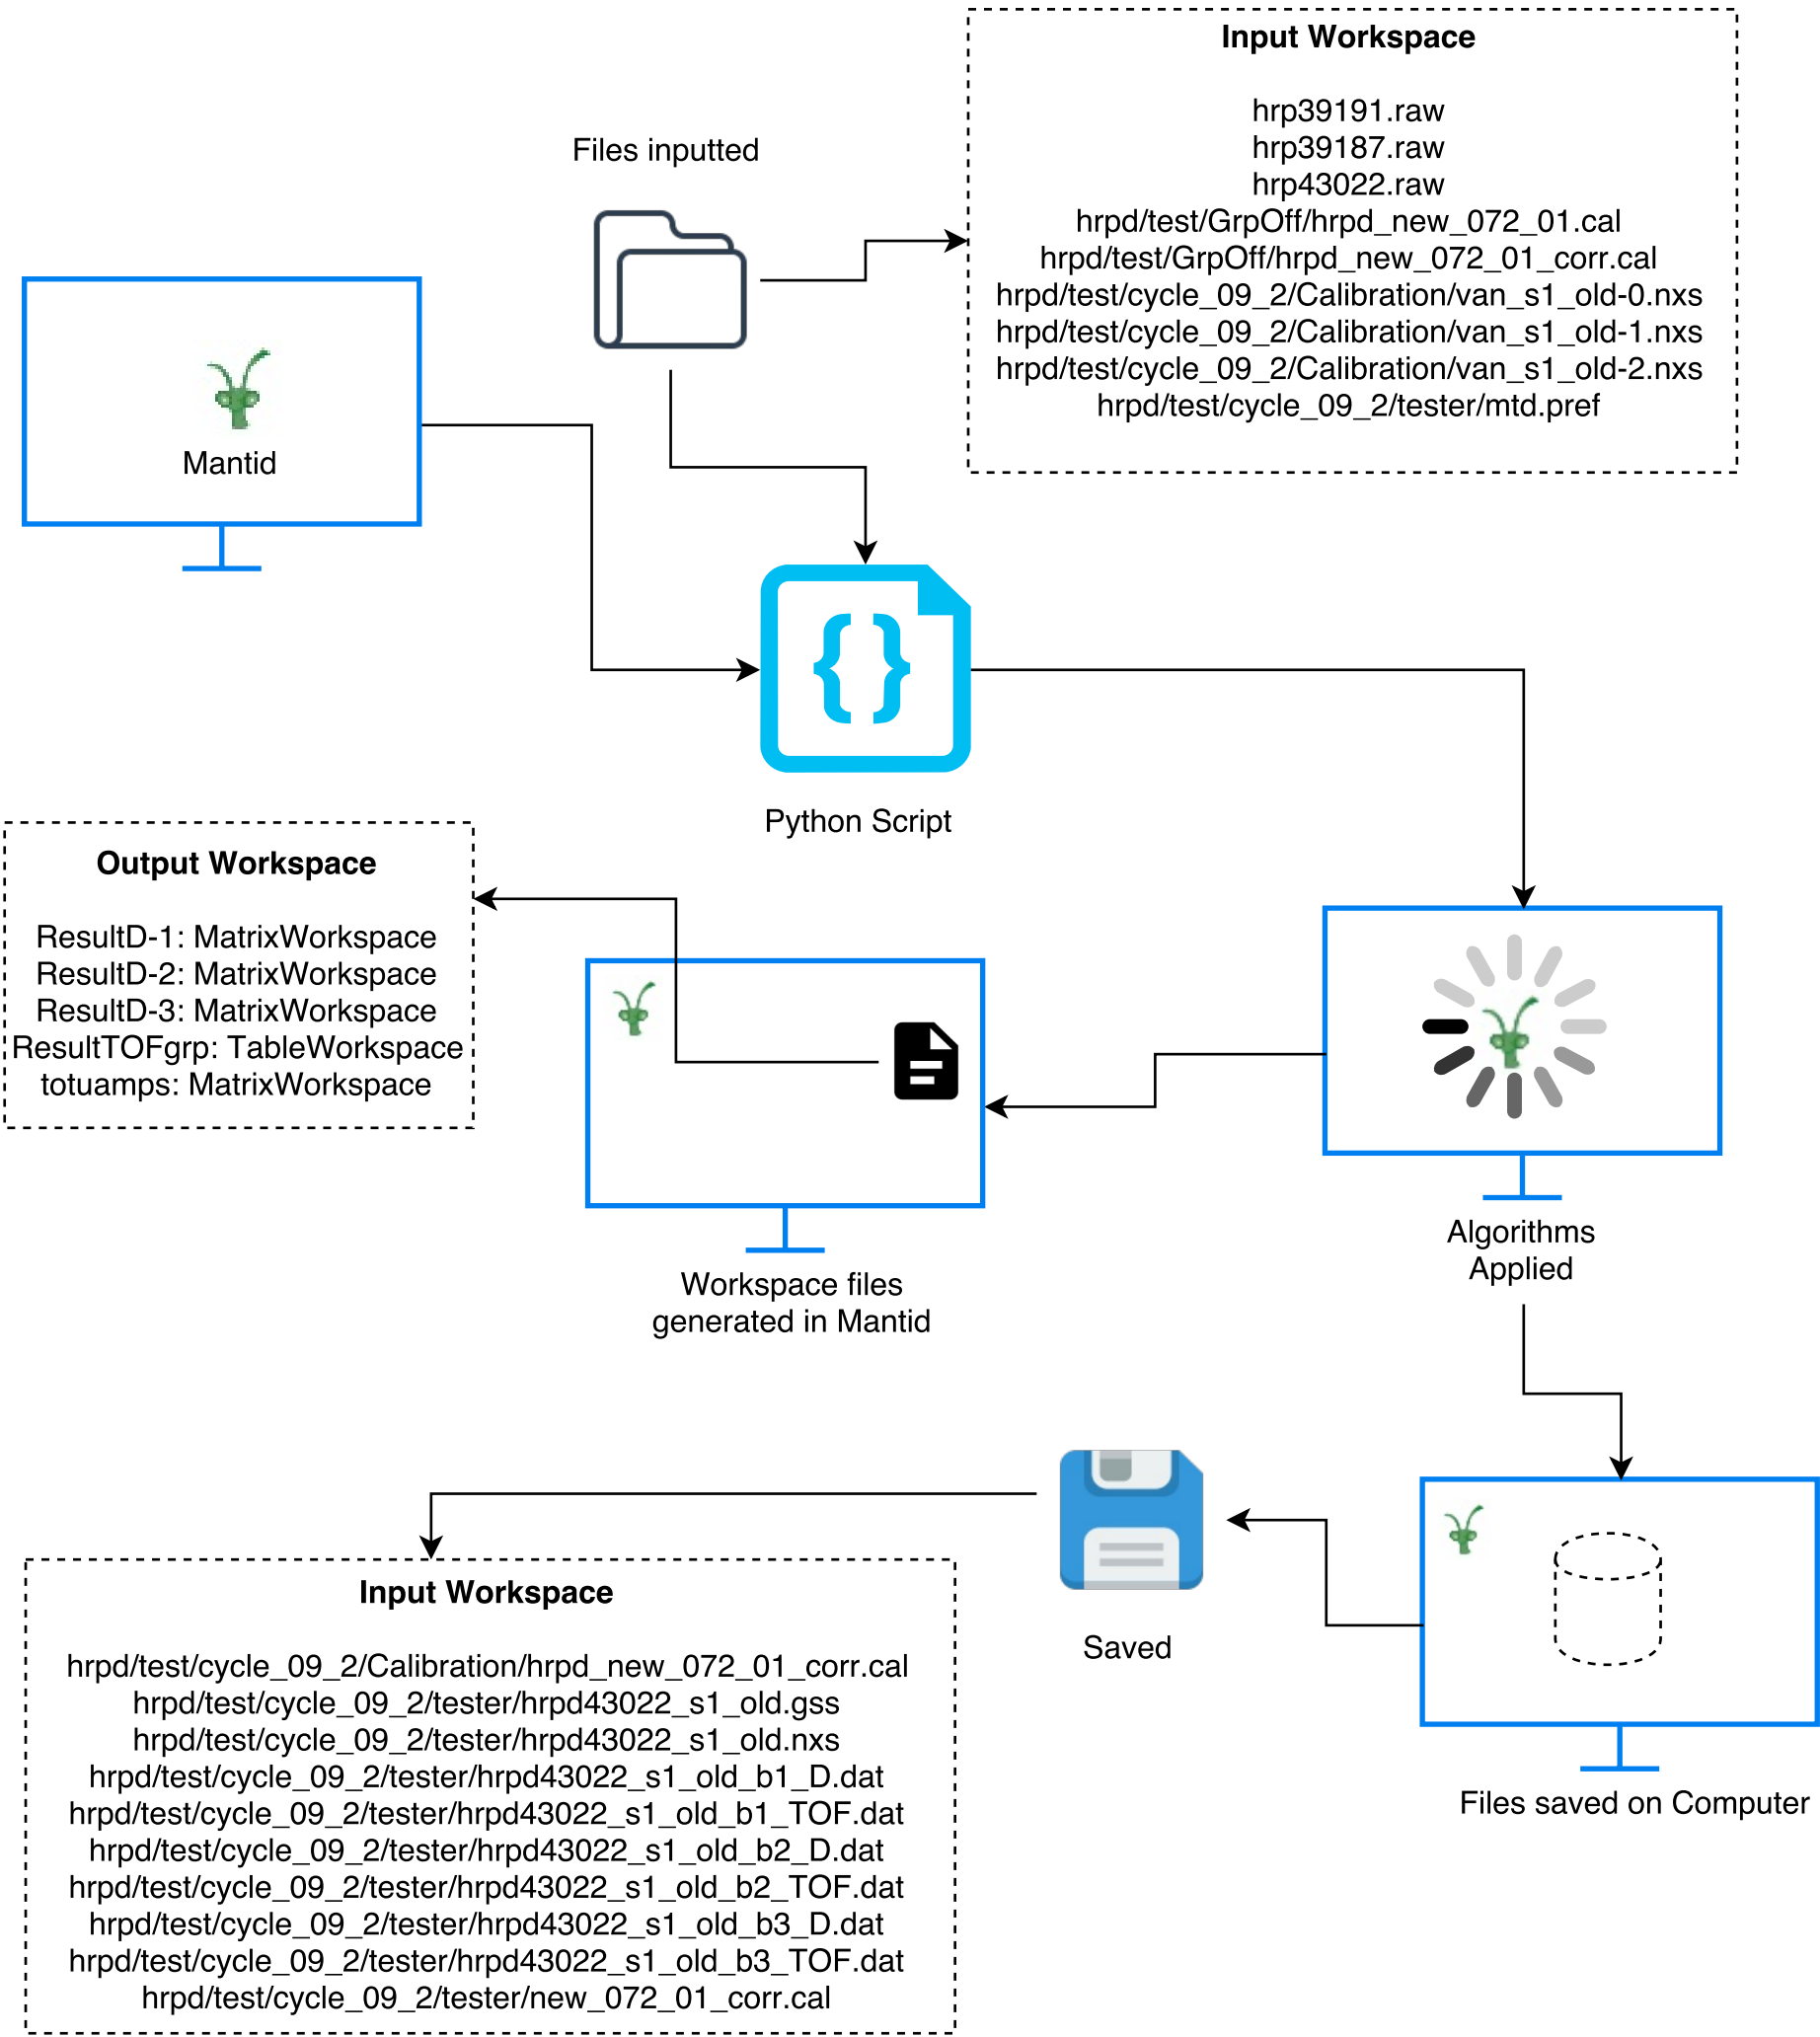 Input Workspace
hrp39191.raw
hrp39187.raw
hrp43022.raw
hrpd/test/GrpOff/hrpd_new_072_01.cal
hrpd/test/GrpOff/hrpd_new_072_01_corr.cal
hrpd/test/cycle_09_2/Calibration/van_s1_old-0.nxs
hrpd/test/cycle_09_2/Calibration/van_s1_old-1.nxs
hrpd/test/cycle_09_2/Calibration/van_s1_old-2.nxs
hrpd/test/cycle_09_2/tester/mtd.pref
Files inputted
Mantid
{ }
Python Script
Output Workspace
ResultD-1: MatrixWorkspace
ResultD-2: MatrixWorkspace
ResultD-3: MatrixWorkspace
ResultTOFgrp: TableWorkspace
totuamps: MatrixWorkspace
Algorithms
Applied
Workspace files
generated in Mantid
Saved
Files saved on Computer
Input Workspace
hrpd/test/cycle_09_2/Calibration/hrpd_new_072_01_corr.cal
hrpd/test/cycle_09_2/tester/hrpd43022_s1_old.gss
hrpd/test/cycle_09_2/tester/hrpd43022_s1_old.nxs
hrpd/test/cycle_09_2/tester/hrpd43022_s1_old_b1_D.dat
hrpd/test/cycle_09_2/tester/hrpd43022_s1_old_b1_TOF.dat
hrpd/test/cycle_09_2/tester/hrpd43022_s1_old_b2_D.dat
hrpd/test/cycle_09_2/tester/hrpd43022_s1_old_b2_TOF.dat
hrpd/test/cycle_09_2/tester/hrpd43022_s1_old_b3_D.dat
hrpd/test/cycle_09_2/tester/hrpd43022_s1_old_b3_TOF.dat
hrpd/test/cycle_09_2/tester/new_072_01_corr.cal